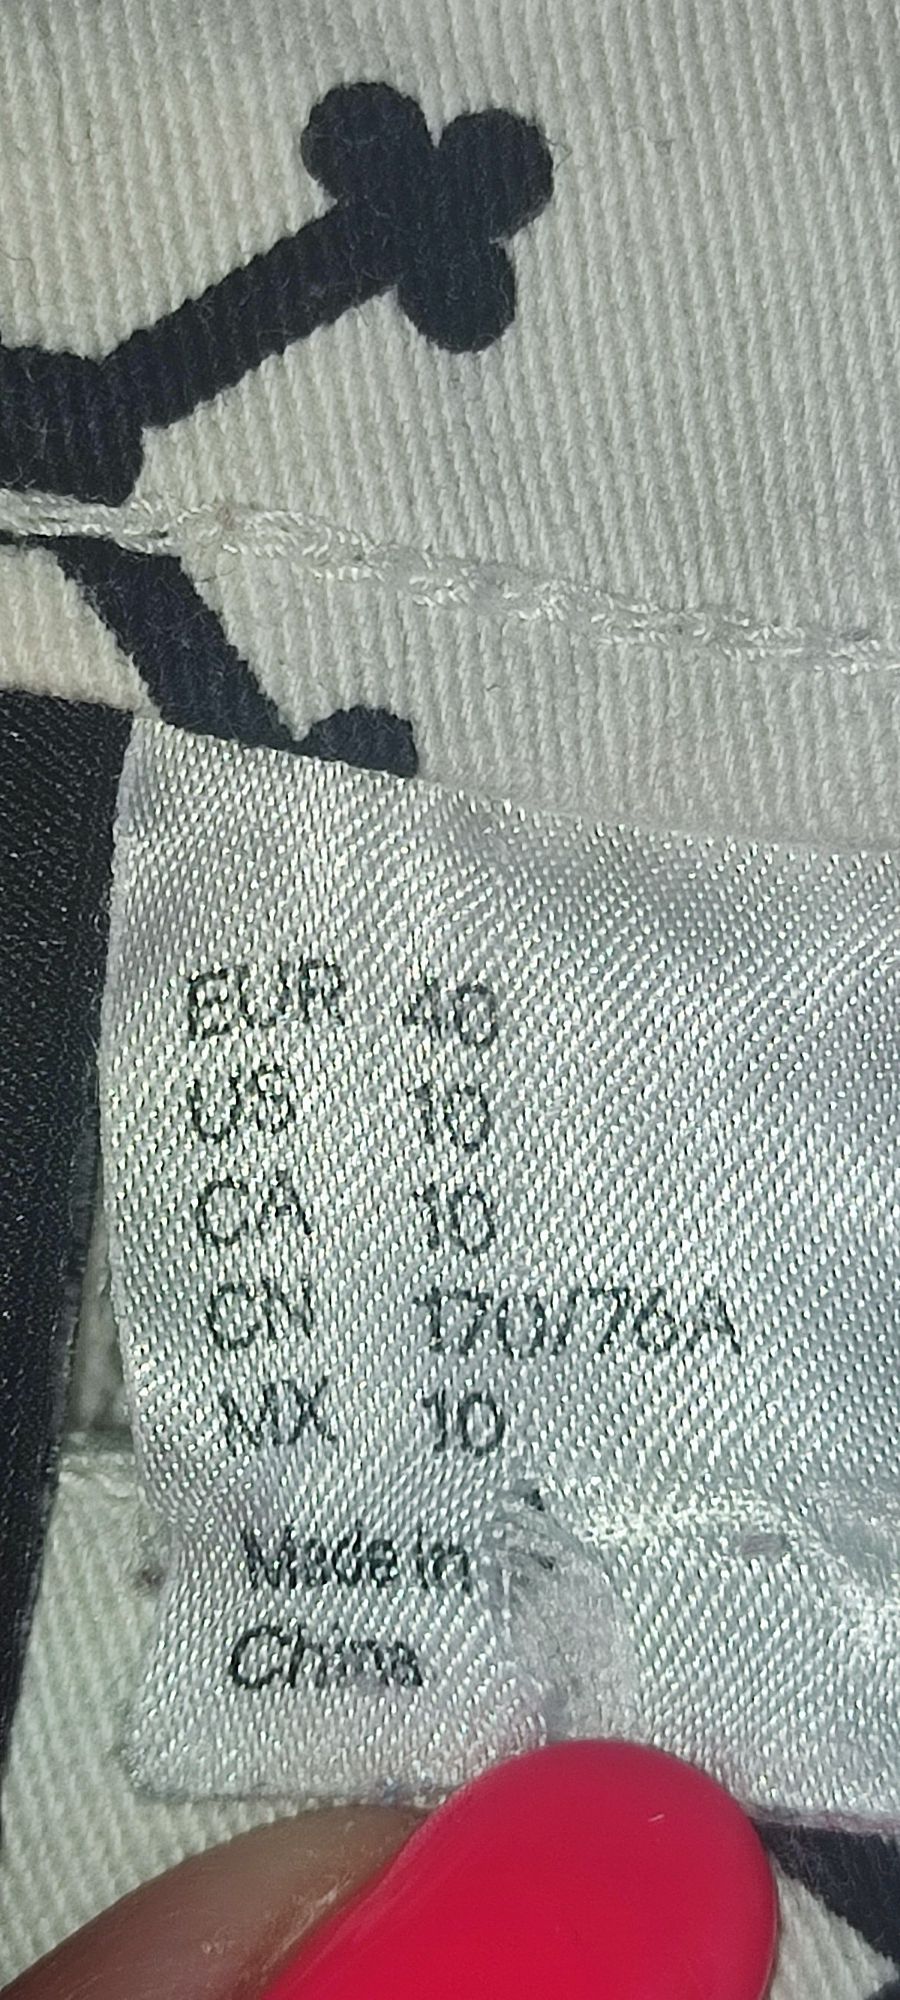 EUR 40
US 10
CA 10
CN 170/76A
MX 10
Made in
China